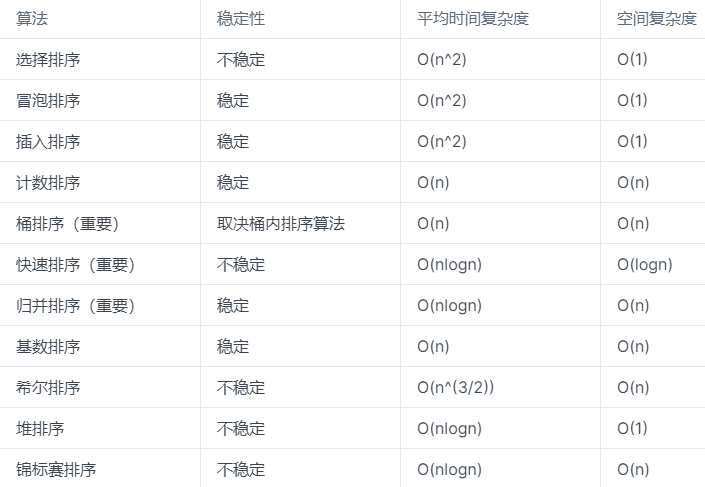 算法 稳定性 平均时间复杂度 空间复杂度
选择排序 不稳定 O(n^2) O(1)
冒泡排序 稳定 O(n^2) O(1)
插入排序 稳定 O(n^2) O(1)
计数排序 稳定 O(n) O(n)
桶排序（重要） 取决桶内排序算法 O(n) O(n)
快速排序（重要） 不稳定 O(nlogn) O(logn)
归并排序（重要） 稳定 O(nlogn) O(n)
基数排序 稳定 O(n) O(n)
希尔排序 不稳定 O(n^(3/2)) O(n)
堆排序 不稳定 O(nlogn) O(1)
锦标赛排序 不稳定 O(nlogn) O(n)